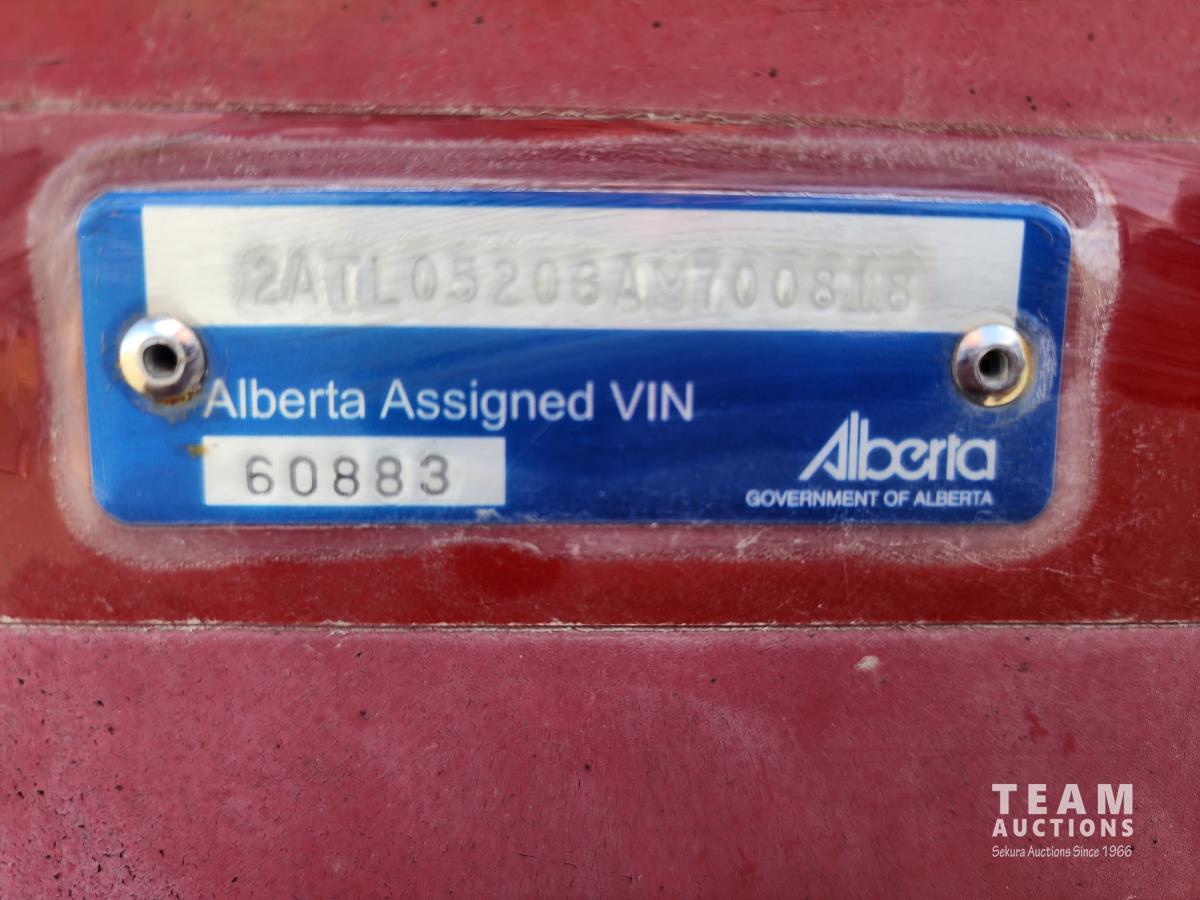 Alberta Assigned VIN
60883
Alberta
GOVERNMENT OF ALBERTA
TEAM
AUCTIONS
Sekura Auctions Since 1966